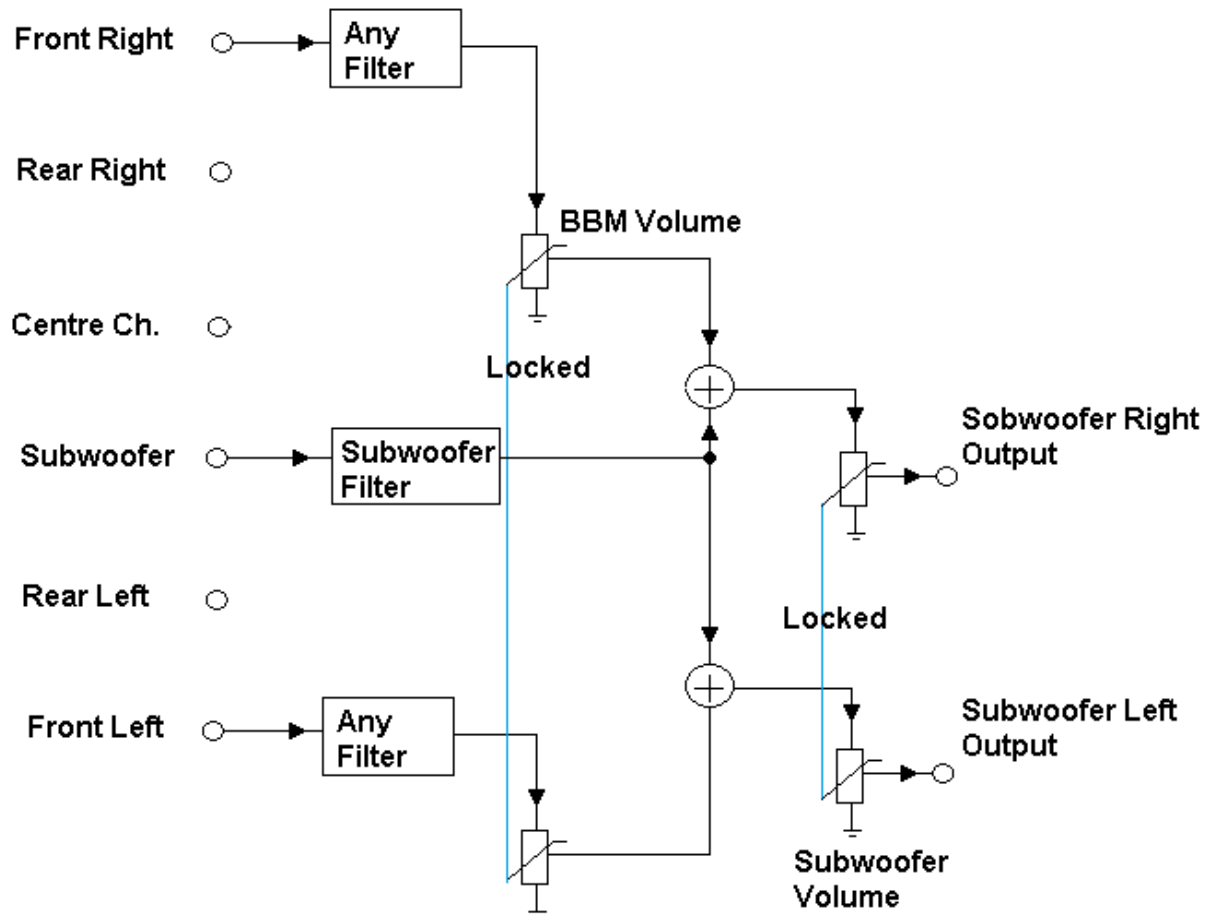 Front Right
Any
Filter
Rear Right
BBM Volume
Centre Ch.
Locked
Subwoofer
Subwoofer
Filter
Sobwoofer Right
Output
Rear Left
Locked
Front Left
Any
Filter
Subwoofer Left
Output
Subwoofer
Volume